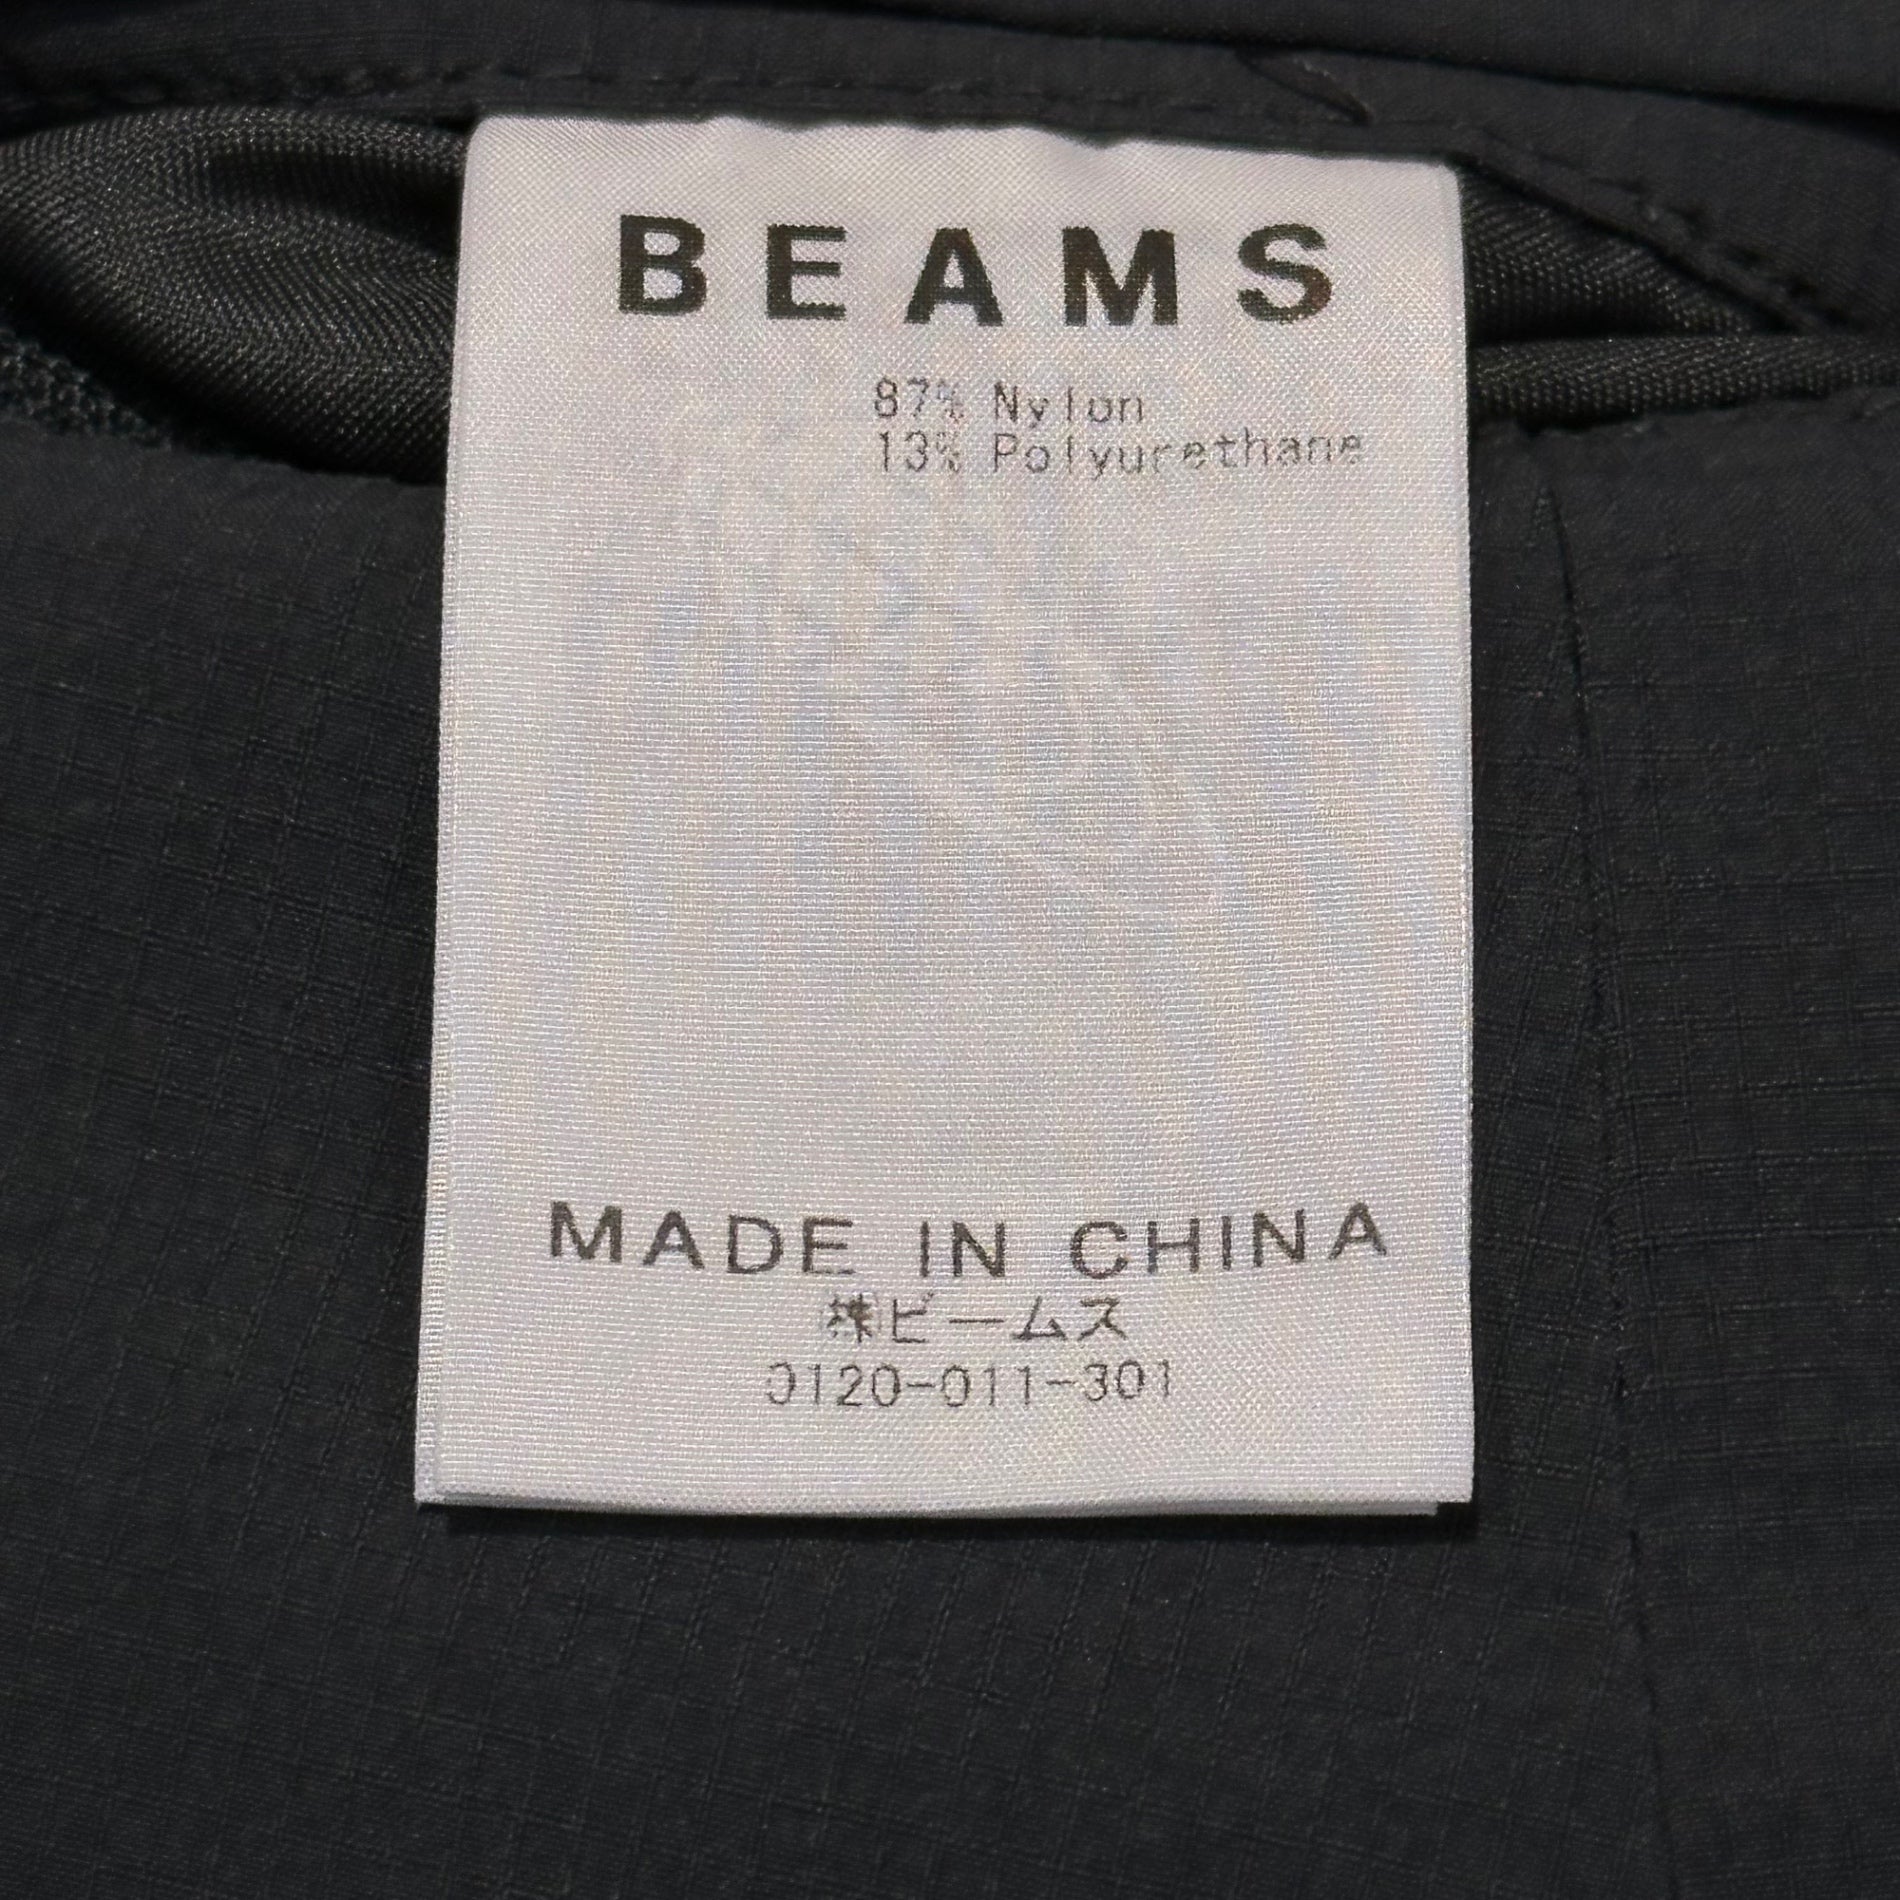 BEAMS
87% Nylon
13% Polyurethane
MADE IN CHINA
㈱ビームス
0120-011-301